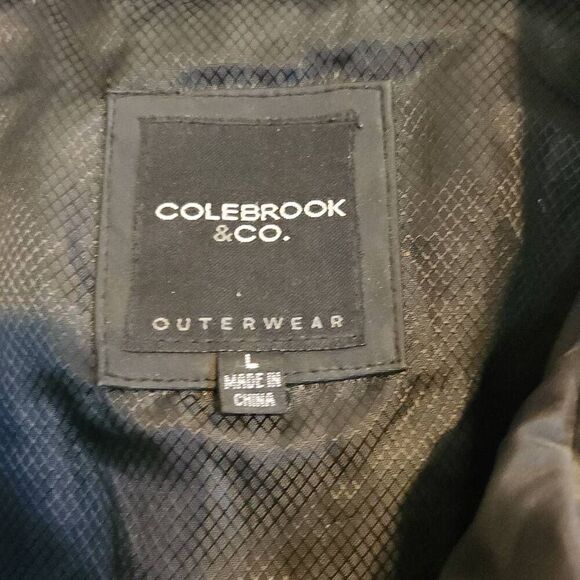 COLEBROOK
&CO.
OUTERWEAR
L
MADE IN
CHINA